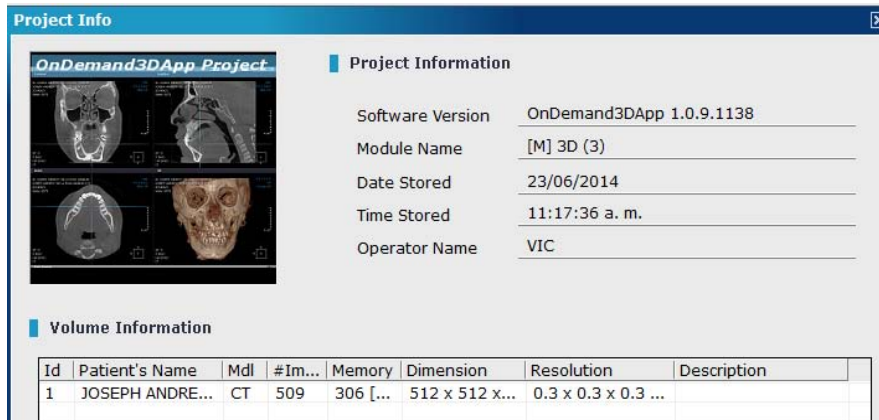 Project Info
OnDemand3DApp Project
Project Information
Software Version OnDemand3DApp 1.0.9.1138
Module Name [M] 3D (3)
Date Stored 23/06/2014
Time Stored 11:17:36 a. m.
Operator Name VIC
Volume Information
Id Patient's Name Mdl #Im... Memory Dimension Resolution Description
1 JOSEPH ANDRE... CT 509 306 [... 512 x 512 x... 0.3 x 0.3 x 0.3 ...